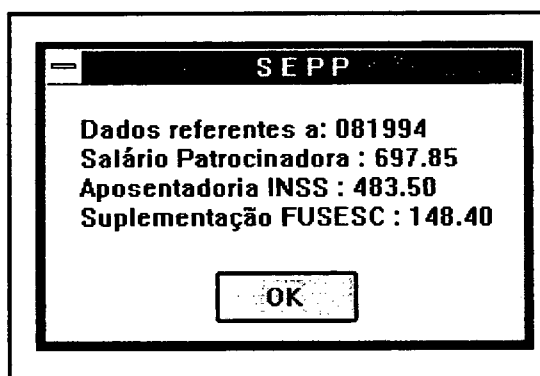 SEPP
Dados referentes a: 081994
Salário Patrocinadora : 697.85
Aposentadoria INSS : 483.50
Suplementação FUSESC : 148.40
OK